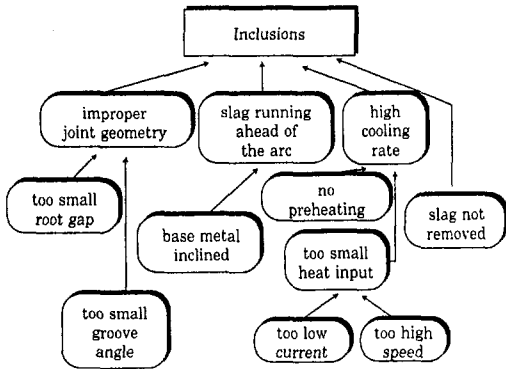 Inclusions
improper
joint geometry
slag running
ahead of
the arc
high
cooling
rate
too small
root gap
no
preheating
base metal
inclined
slag not
removed
too small
heat input
too small
groove
angle
too low
current
too high
speed